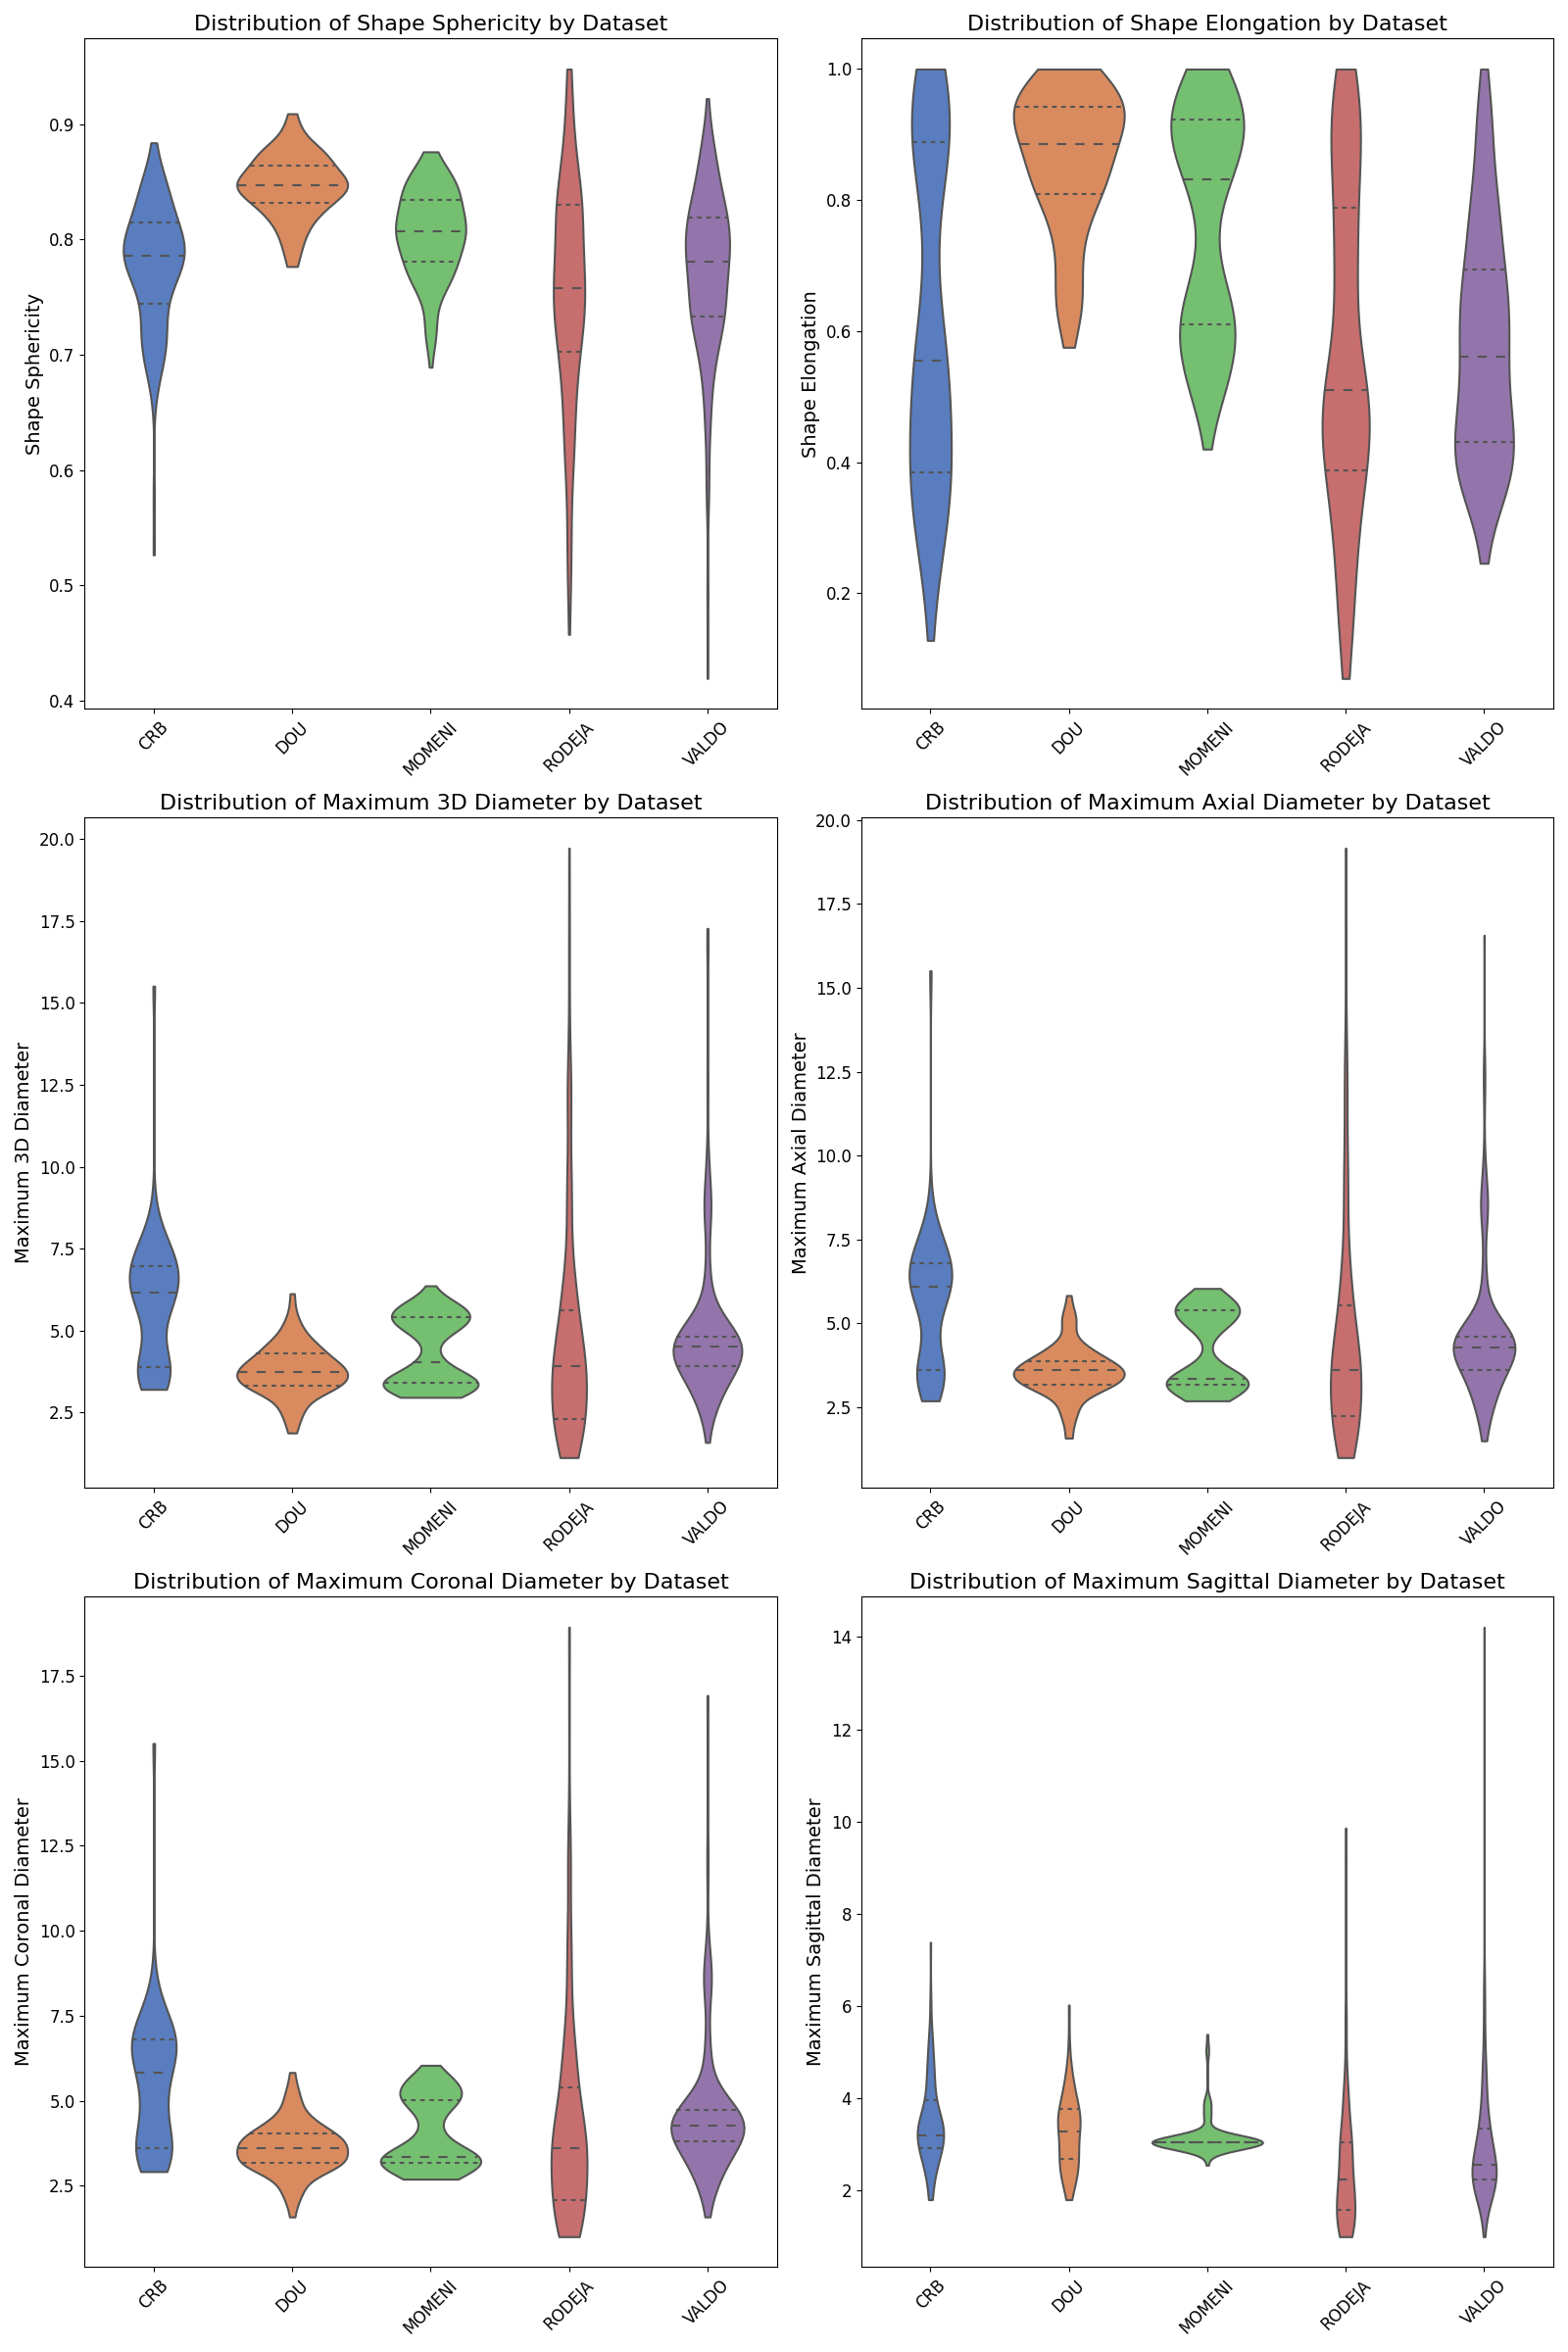 Distribution of Shape Sphericity by Dataset
Shape Sphericity
0.9
0.8
0.7
0.6
0.5
0.4
CRB
DOU
MOMENI
RODEJA
VALDO
Distribution of Shape Elongation by Dataset
Shape Elongation
1.0
0.8
0.6
0.4
0.2
CRB
DOU
MOMENI
RODEJA
VALDO
Distribution of Maximum 3D Diameter by Dataset
Maximum 3D Diameter
20.0
17.5
15.0
12.5
10.0
7.5
5.0
2.5
CRB
DOU
MOMENI
RODEJA
VALDO
Distribution of Maximum Axial Diameter by Dataset
Maximum Axial Diameter
20.0
17.5
15.0
12.5
10.0
7.5
5.0
2.5
CRB
DOU
MOMENI
RODEJA
VALDO
Distribution of Maximum Coronal Diameter by Dataset
Maximum Coronal Diameter
17.5
15.0
12.5
10.0
7.5
5.0
2.5
CRB
DOU
MOMENI
RODEJA
VALDO
Distribution of Maximum Sagittal Diameter by Dataset
Maximum Sagittal Diameter
14
12
10
8
6
4
2
CRB
DOU
MOMENI
RODEJA
VALDO